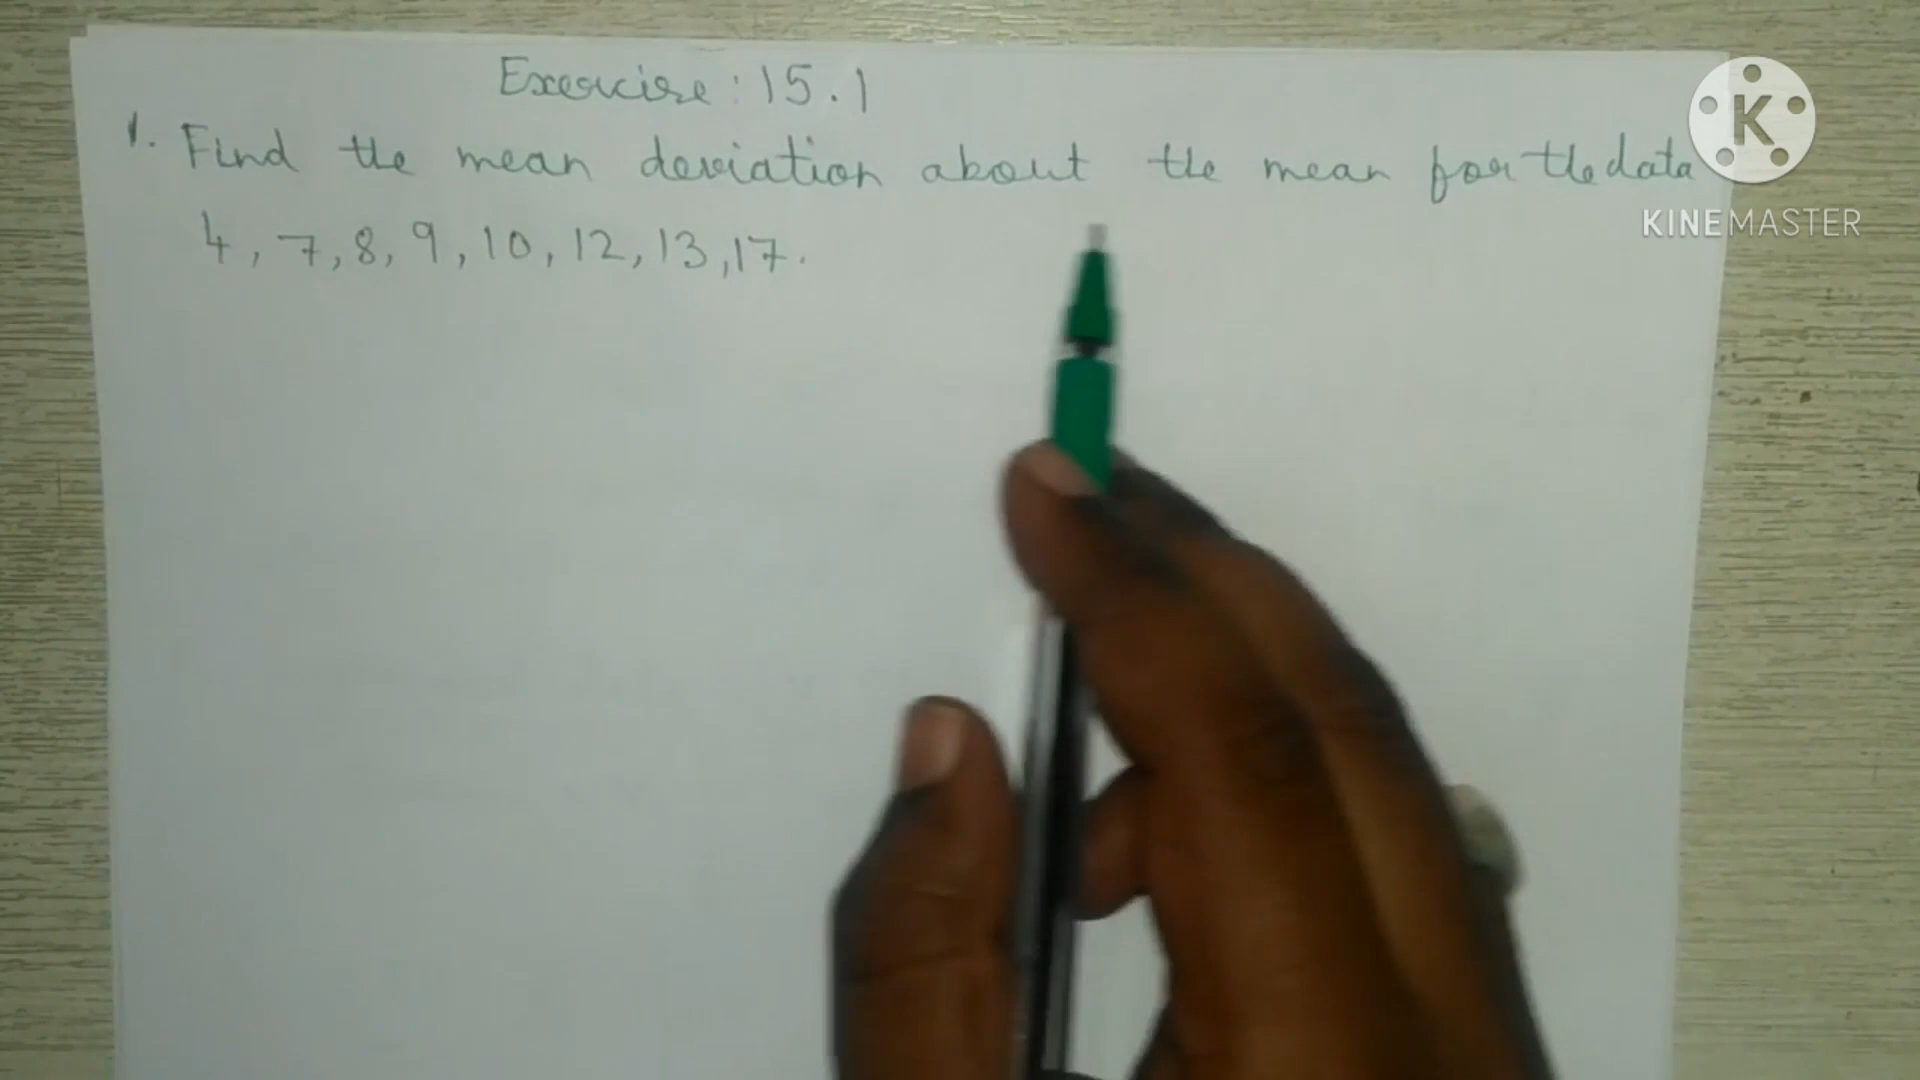 Exercise : 15.1
1. Find the mean deviation about the mean for the data
4, 7, 8, 9, 10, 12, 13, 17.
K
KINEMASTER